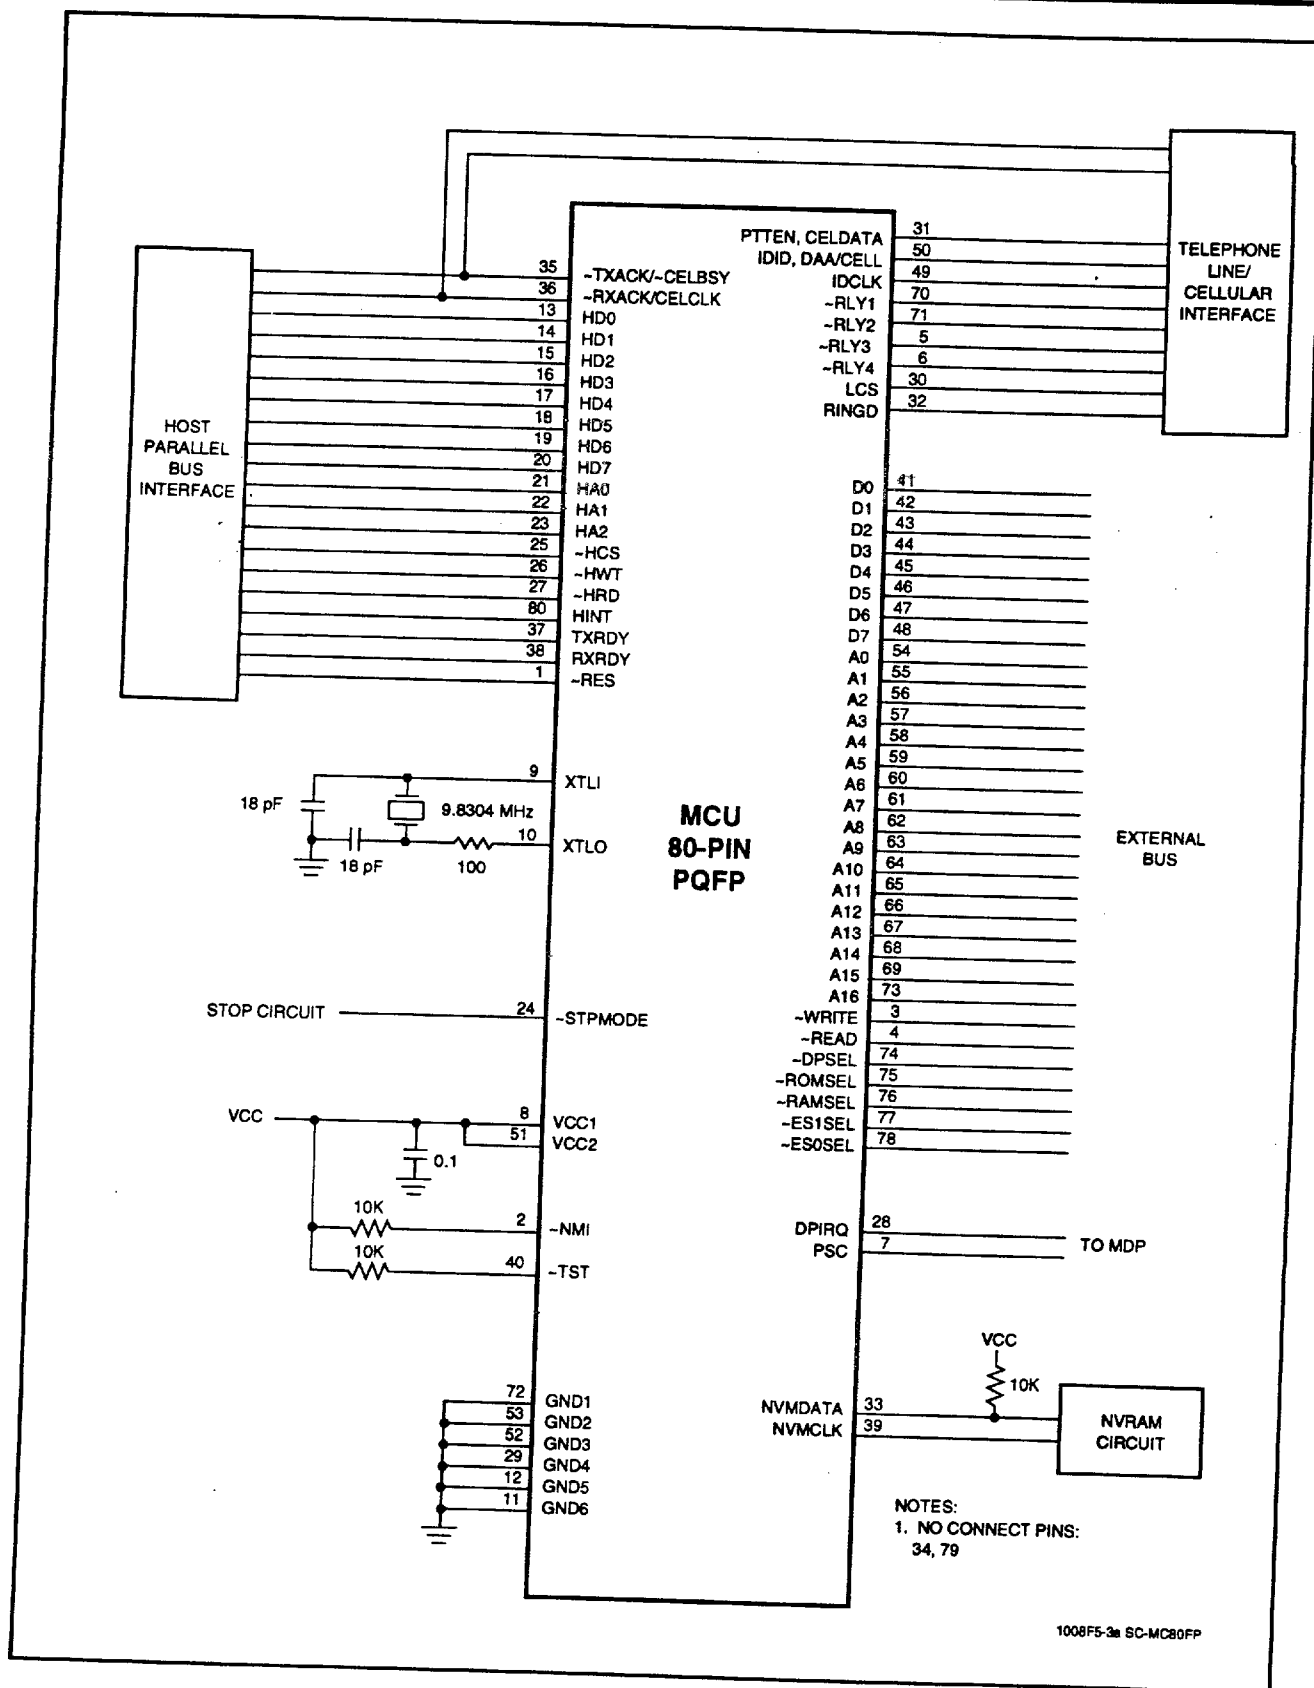 TELEPHONE
LINE/
CELLULAR
INTERFACE
HOST
PARALLEL
BUS
INTERFACE
35 ~TXACK/~CELBSY
36 ~RXACK/CELCLK
13 HD0
14 HD1
15 HD2
16 HD3
17 HD4
18 HD5
19 HD6
20 HD7
21 HA0
22 HA1
23 HA2
25 ~HCS
26 ~HWT
27 ~HRD
80 HINT
37 TXRDY
38 RXRDY
1 ~RES
PTTEN, CELDATA 31
IDID, DAA/CELL 50
IDCLK 49
~RLY1 70
~RLY2 71
~RLY3 5
~RLY4 6
LCS 30
RINGD 32
D0 41
D1 42
D2 43
D3 44
D4 45
D5 46
D6 47
D7 48
A0 54
A1 55
A2 56
A3 57
A4 58
A5 59
A6 60
A7 61
A8 62
A9 63
A10 64
A11 65
A12 66
A13 67
A14 68
A15 69
A16 73
~WRITE 3
~READ 4
~DPSEL 74
~ROMSEL 75
~RAMSEL 76
~ES1SEL 77
~ES0SEL 78
EXTERNAL
BUS
18 pF
9.8304 MHz
9 XTLI
10 XTLO
18 pF
100
MCU
80-PIN
PQFP
STOP CIRCUIT 24 ~STPMODE
VCC 8 VCC1
51 VCC2
0.1
10K 2 ~NMI
10K 40 ~TST
DPIRQ 28
PSC 7
TO MDP
72 GND1
53 GND2
52 GND3
29 GND4
12 GND5
11 GND6
VCC
10K
NVMDATA 33
NVMCLK 39
NVRAM
CIRCUIT
NOTES:
1. NO CONNECT PINS:
34, 79
1008F5-3a SC-MC80FP